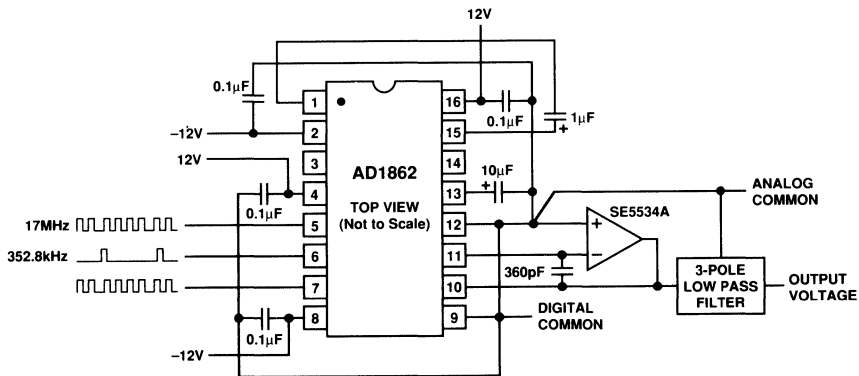 12V
0.1μF
1
16
0.1μF
1μF
+
-12V
2
15
12V
3
14
AD1862
10μF
+
4
13
0.1μF
TOP VIEW
(Not to Scale)
ANALOG
COMMON
SE5534A
17MHz
5
12
+
352.8kHz
6
11
-
360pF
3-POLE
LOW PASS
FILTER
OUTPUT
VOLTAGE
7
10
DIGITAL
COMMON
0.1μF
8
9
-12V